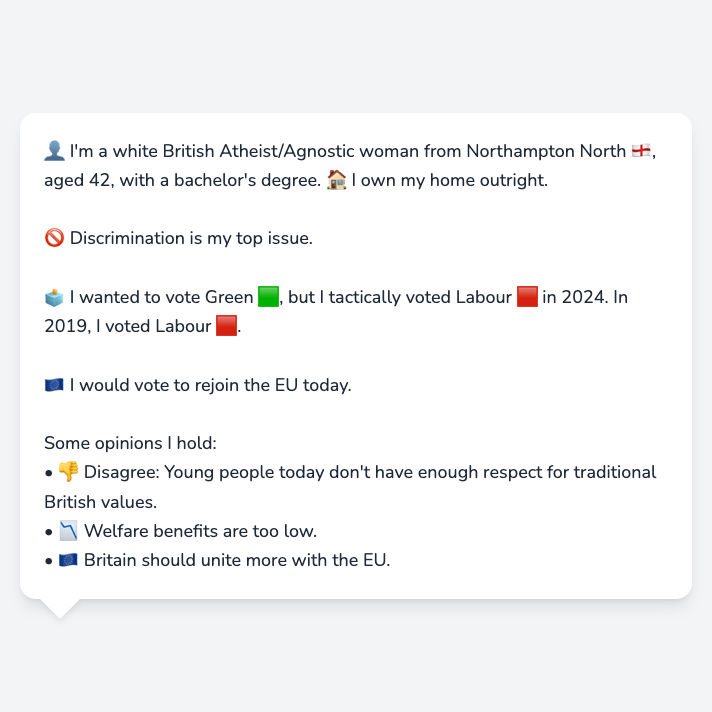 👤 I'm a white British Atheist/Agnostic woman from Northampton North 🏴󠁧󠁢󠁥󠁮󠁧󠁿,
aged 42, with a bachelor's degree. 🏠 I own my home outright.
🚫 Discrimination is my top issue.
🗳️ I wanted to vote Green 🟩, but I tactically voted Labour 🟥 in 2024. In
2019, I voted Labour 🟥.
🇪🇺 I would vote to rejoin the EU today.
Some opinions I hold:
• 👎 Disagree: Young people today don't have enough respect for traditional
British values.
• 📉 Welfare benefits are too low.
• 🇪🇺 Britain should unite more with the EU.